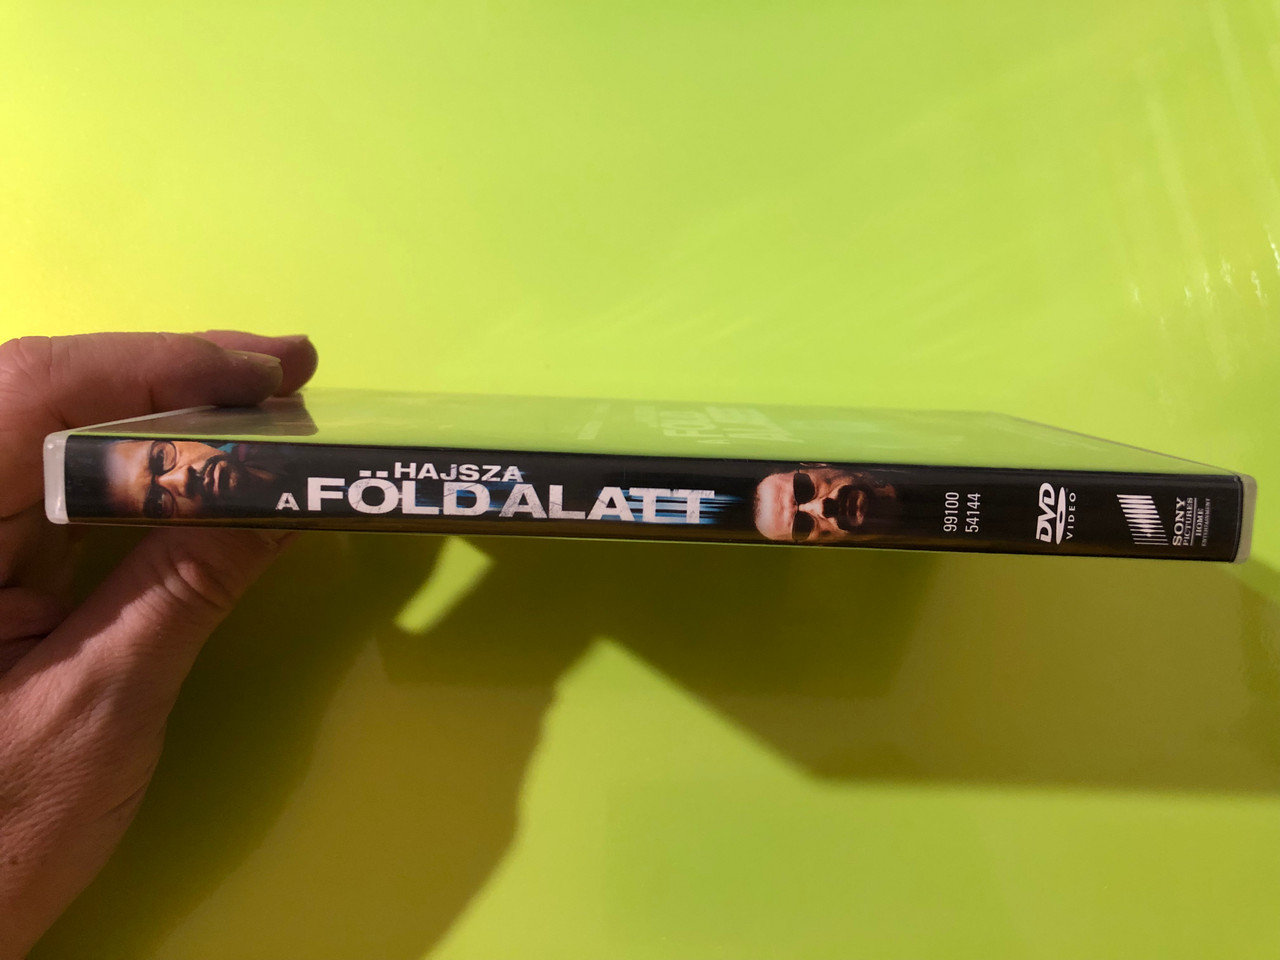 HAJSZA
A FÖLD ALATT
99100
54144
DVD
VIDEO
SONY
PICTURES
HOME
ENTERTAINMENT